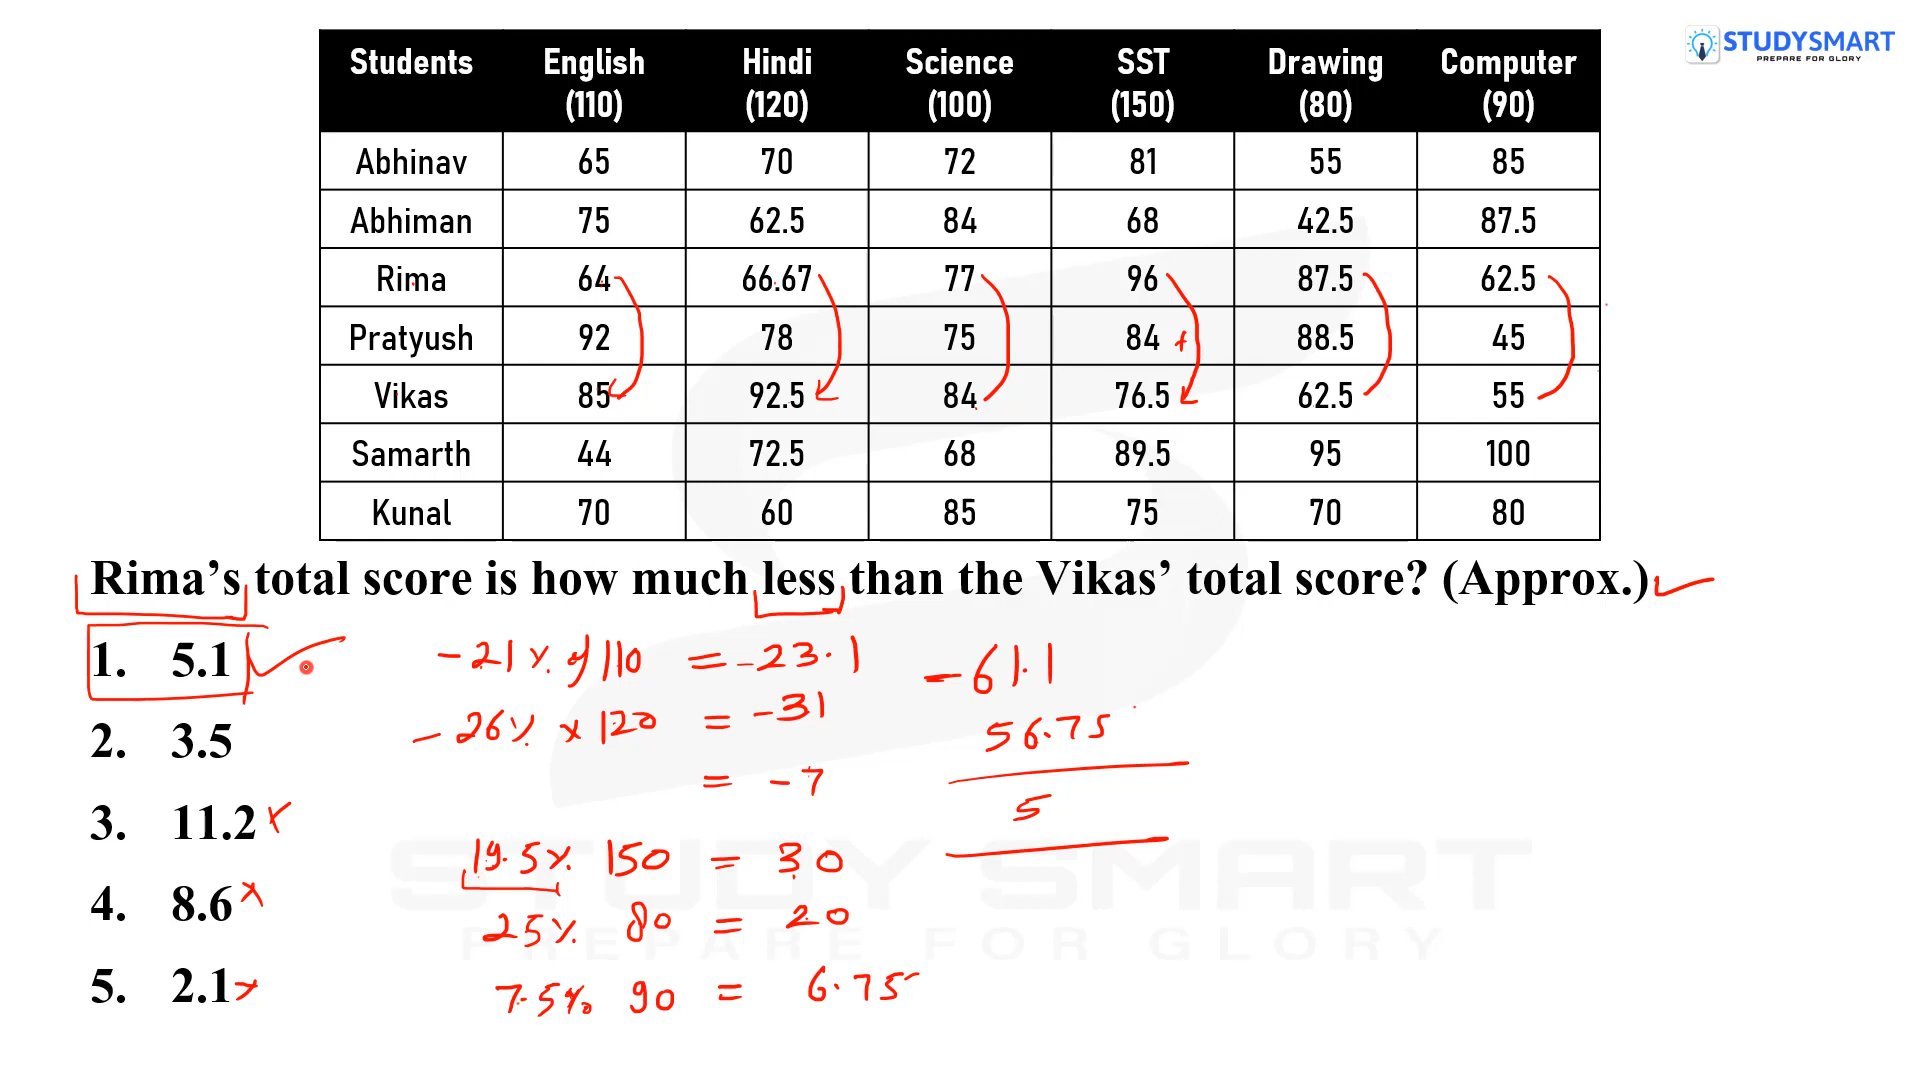 STUDYSMART
PREPARE FOR GLORY
Students English (110) Hindi (120) Science (100) SST (150) Drawing (80) Computer (90)
Abhinav 65 70 72 81 55 85
Abhiman 75 62.5 84 68 42.5 87.5
Rima 64 66.67 77 96 87.5 62.5
Pratyush 92 78 75 84 + 88.5 45
Vikas 85 92.5 84 76.5 62.5 55
Samarth 44 72.5 68 89.5 95 100
Kunal 70 60 85 75 70 80
Rima's total score is how much less than the Vikas' total score? (Approx.)
1. 5.1
2. 3.5
3. 11.2
4. 8.6
5. 2.1
-21% of 110 = -23.1
-26% x 120 = -31
= -7
19.5% 150 = 30
25% 80 = 20
7.5% 90 = 6.75
-61.1
56.75
5
STUDY SMART
PREPARE FOR GLORY